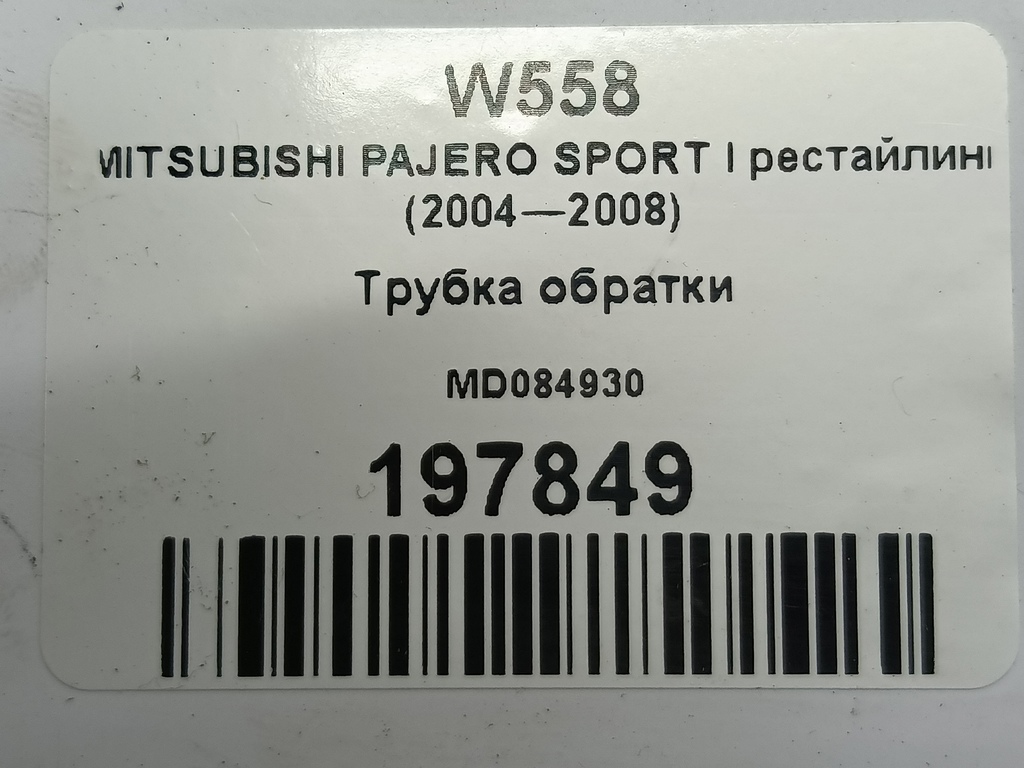 W558
MITSUBISHI PAJERO SPORT I рестайлинг
(2004—2008)
Трубка обратки
MD084930
197849